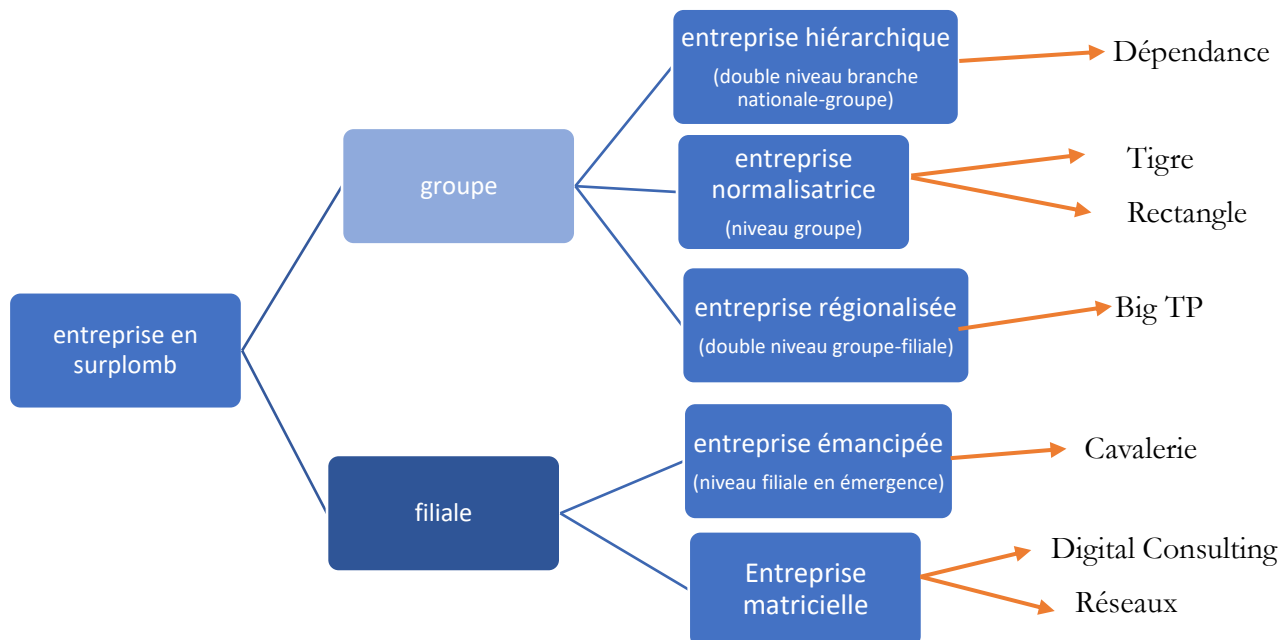 entreprise en
surplomb
groupe
filiale
entreprise hiérarchique
(double niveau branche
nationale-groupe)
Dépendance
entreprise
normalisatrice
(niveau groupe)
Tigre
Rectangle
entreprise régionalisée
(double niveau groupe-filiale)
Big TP
entreprise émancipée
(niveau filiale en émergence)
Cavalerie
Entreprise
matricielle
Digital Consulting
Réseaux